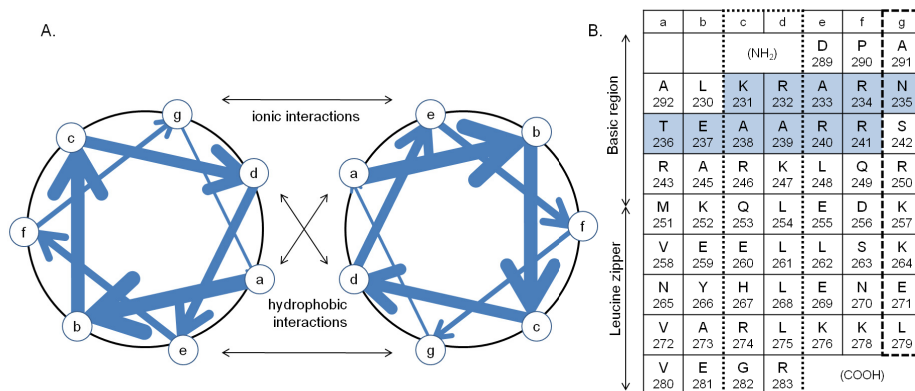 A.
ionic interactions
hydrophobic interactions
g
c
d
f
a
b
e
e
b
a
f
d
c
g
B.
Basic region
Leucine zipper
a b c d e f g
(NH2) D P A
289 290 291
A L K R A R N
292 230 231 232 233 234 235
T E A A R R S
236 237 238 239 240 241 242
R A R K L Q R
243 245 246 247 248 249 250
M K Q L E D K
251 252 253 254 255 256 257
V E E L L S K
258 259 260 261 262 263 264
N Y H L E N E
265 266 267 268 269 270 271
V A R L K K L
272 273 274 275 276 278 279
V E G R (COOH)
280 281 282 283